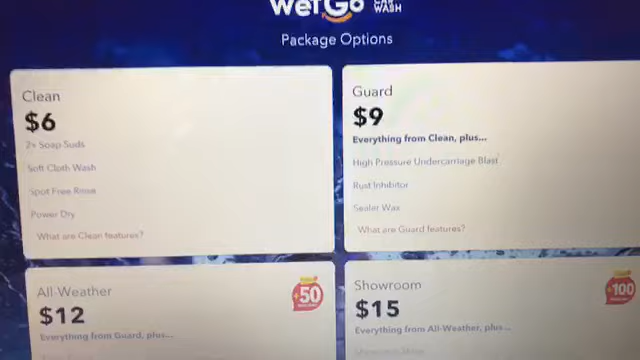 WetGo CAR WASH
Package Options
Clean
$6
2x Soap Suds
Soft Cloth Wash
Spot Free Rinse
Power Dry
What are Clean features?
Guard
$9
Everything from Clean, plus...
High Pressure Undercarriage Blast
Rust Inhibitor
Sealer Wax
What are Guard features?
All-Weather
$12
Everything from Guard, plus...
+50
Showroom
$15
Everything from All-Weather, plus...
+100